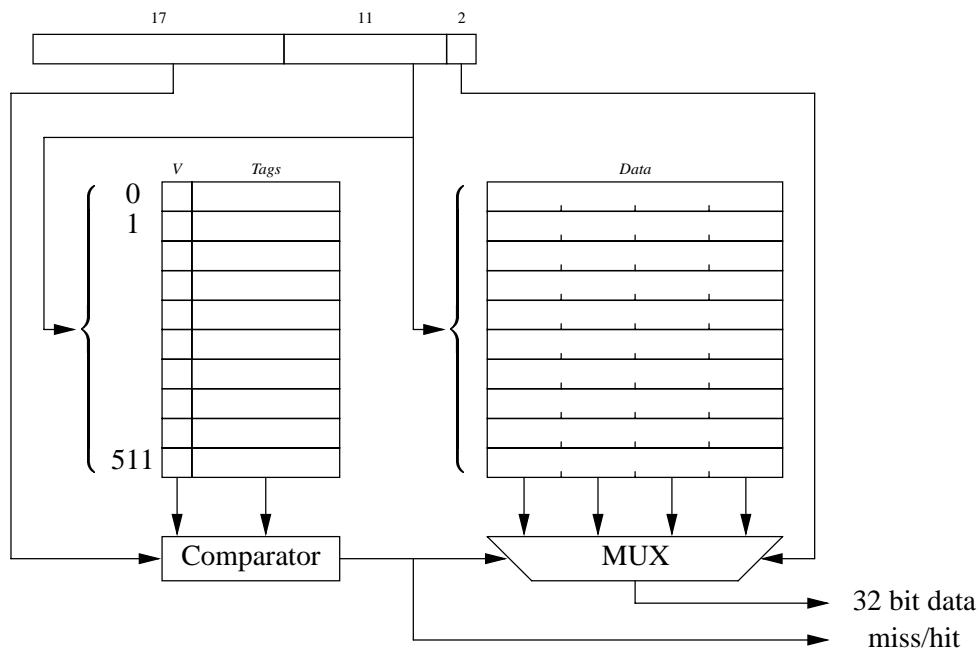 17 11 2
V Tags Data
0
1
511
Comparator MUX
32 bit data
miss/hit